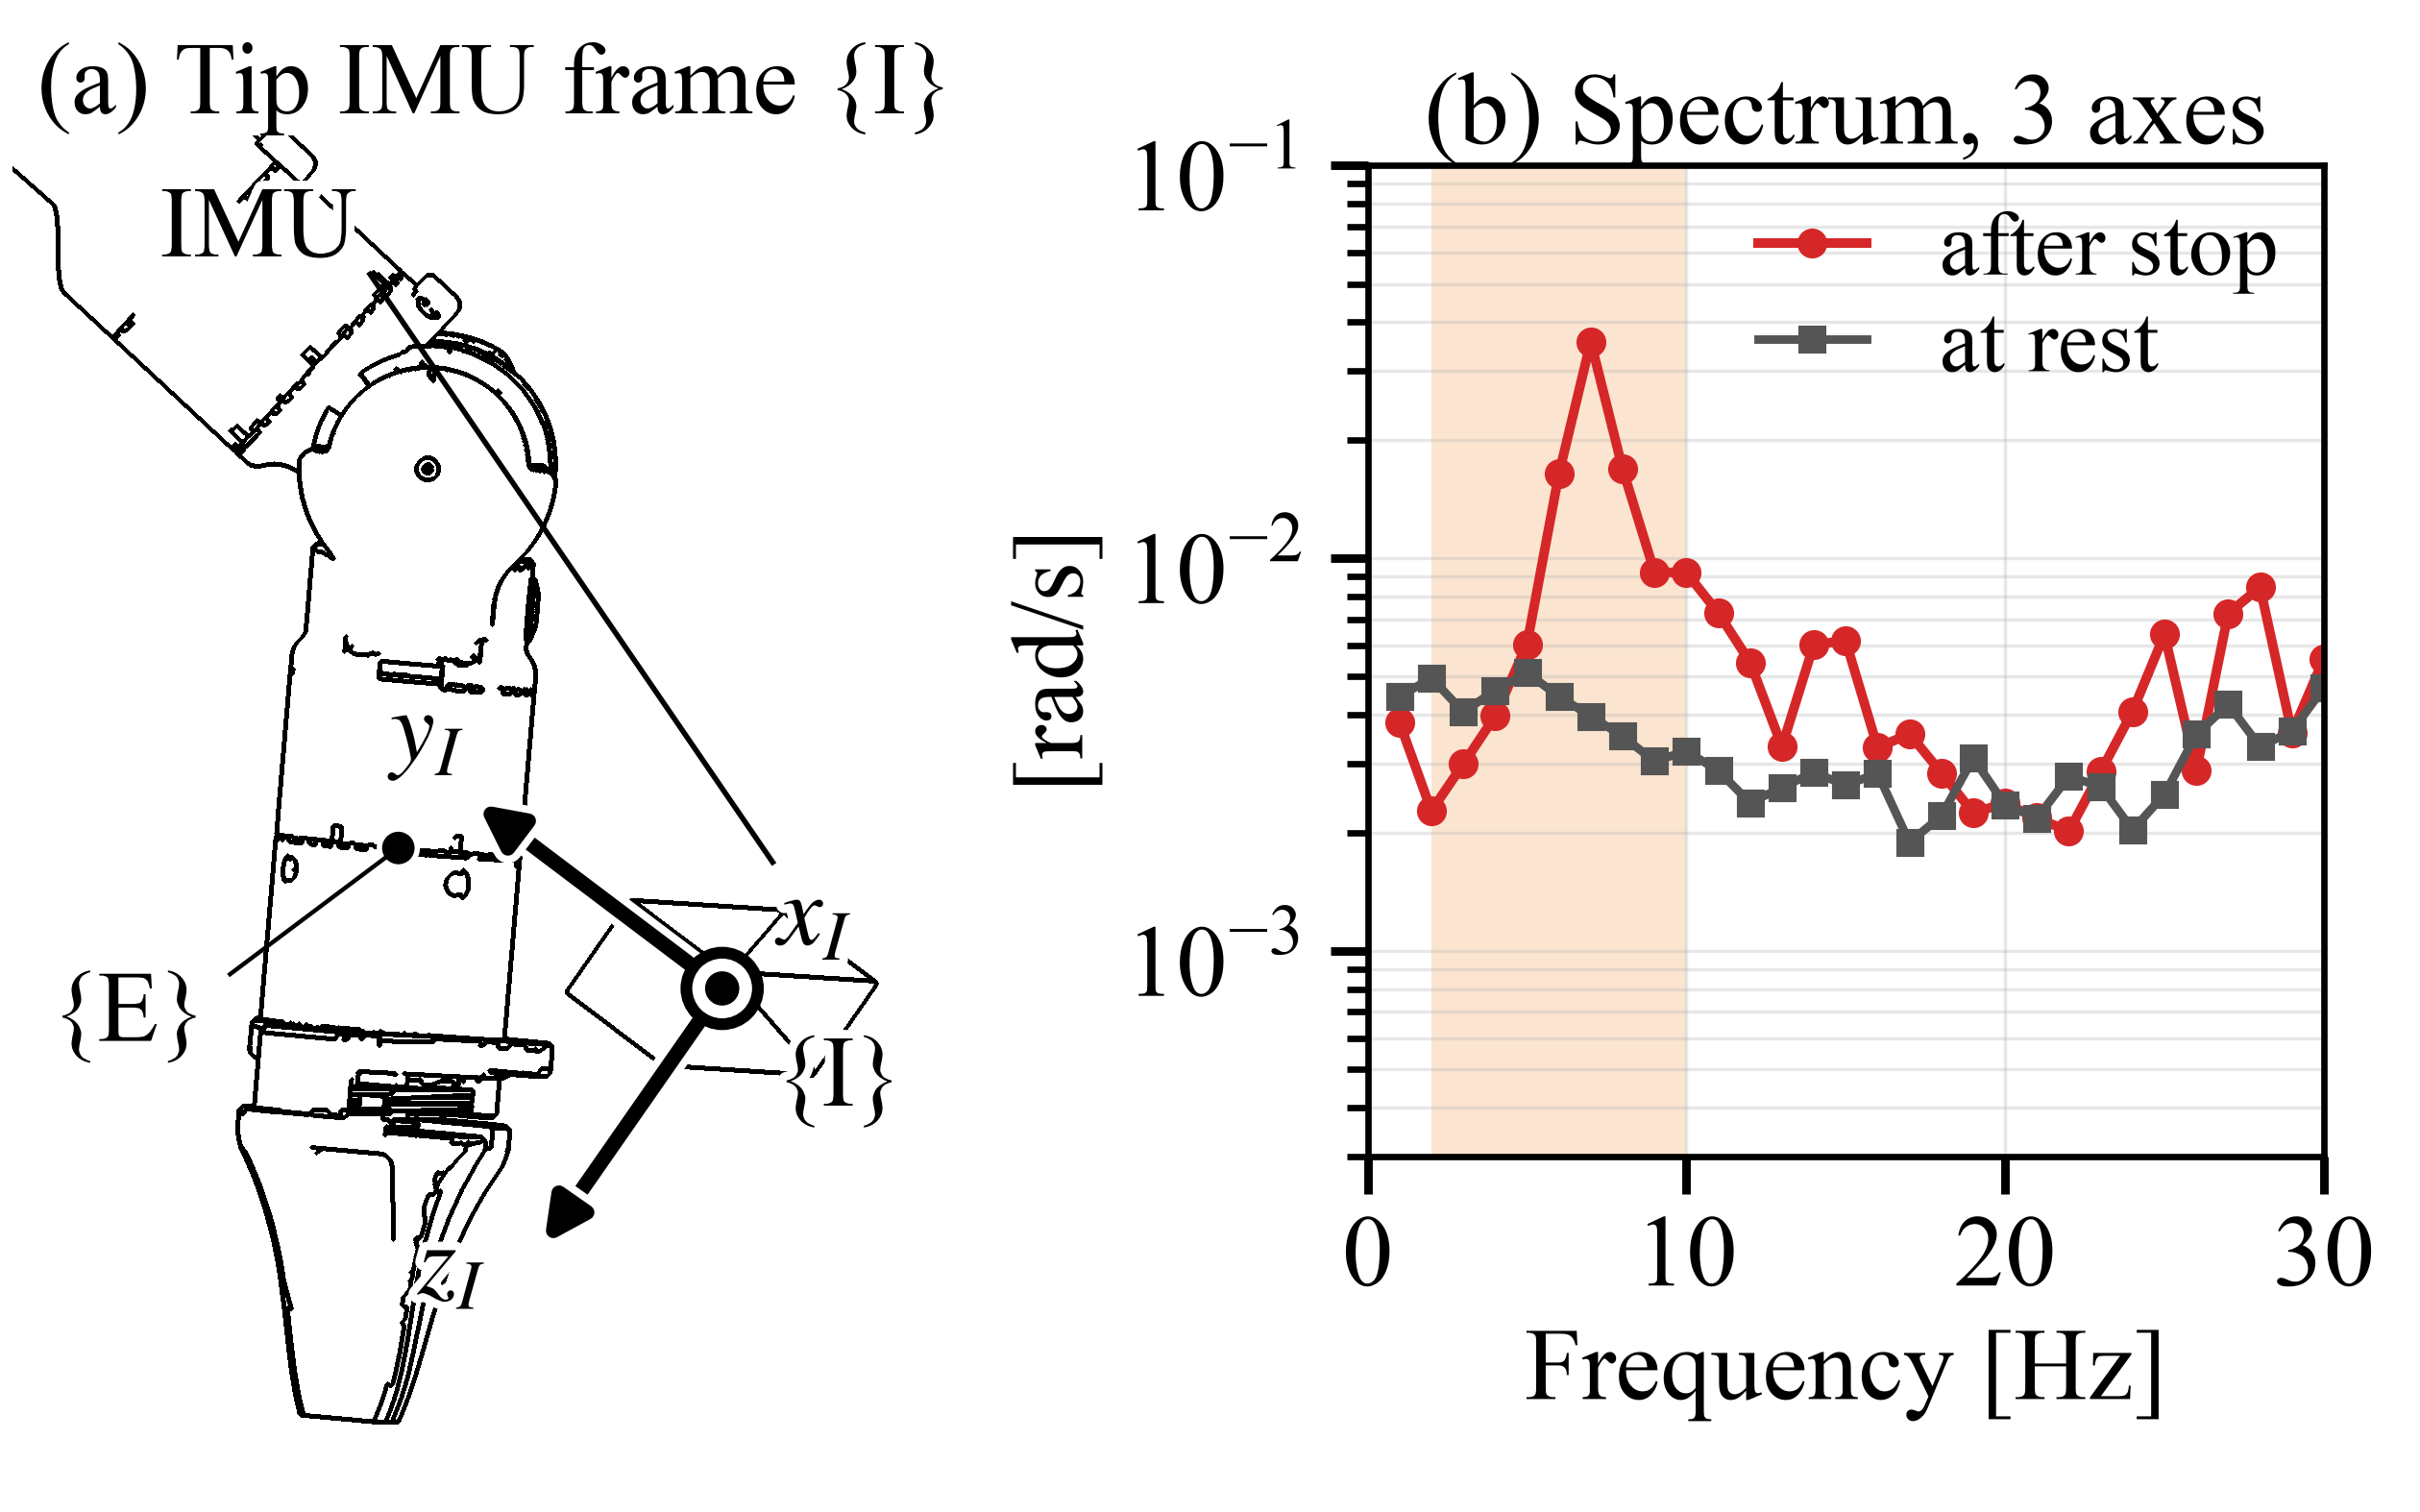 (a) Tip IMU frame {I}
IMU
y_I
x_I
{E}
{I}
z_I
(b) Spectrum, 3 axes
10^−1
10^−2
10^−3
[rad/s]
after stop
at rest
0 10 20 30
Frequency [Hz]